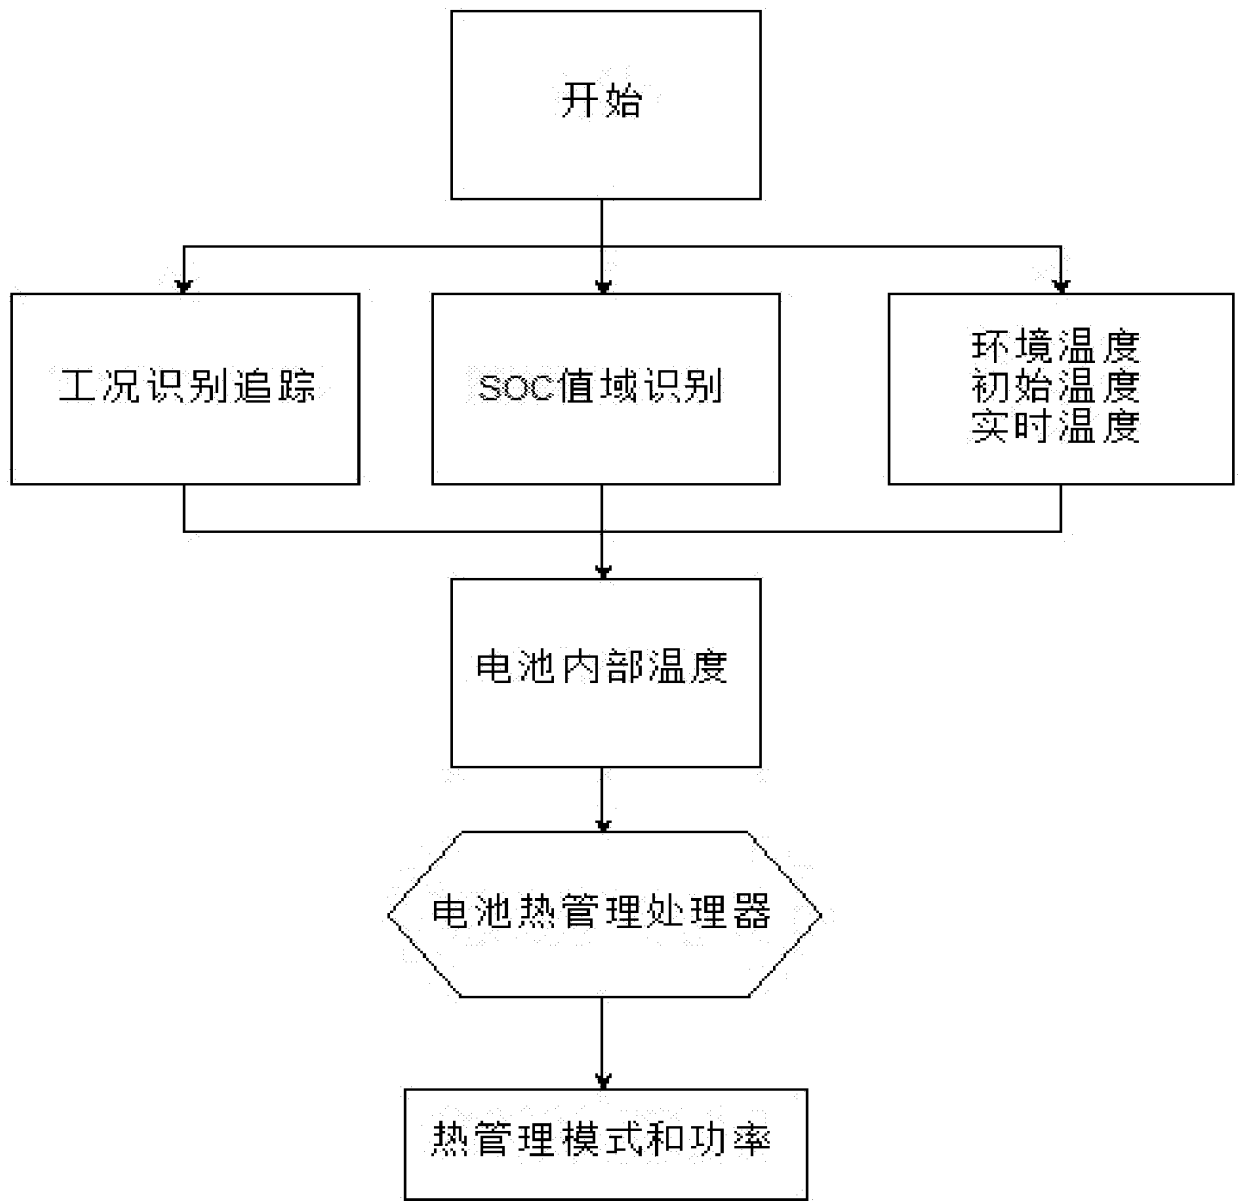 开始
工况识别追踪
SOC值域识别
环境温度
初始温度
实时温度
电池内部温度
电池热管理处理器
热管理模式和功率